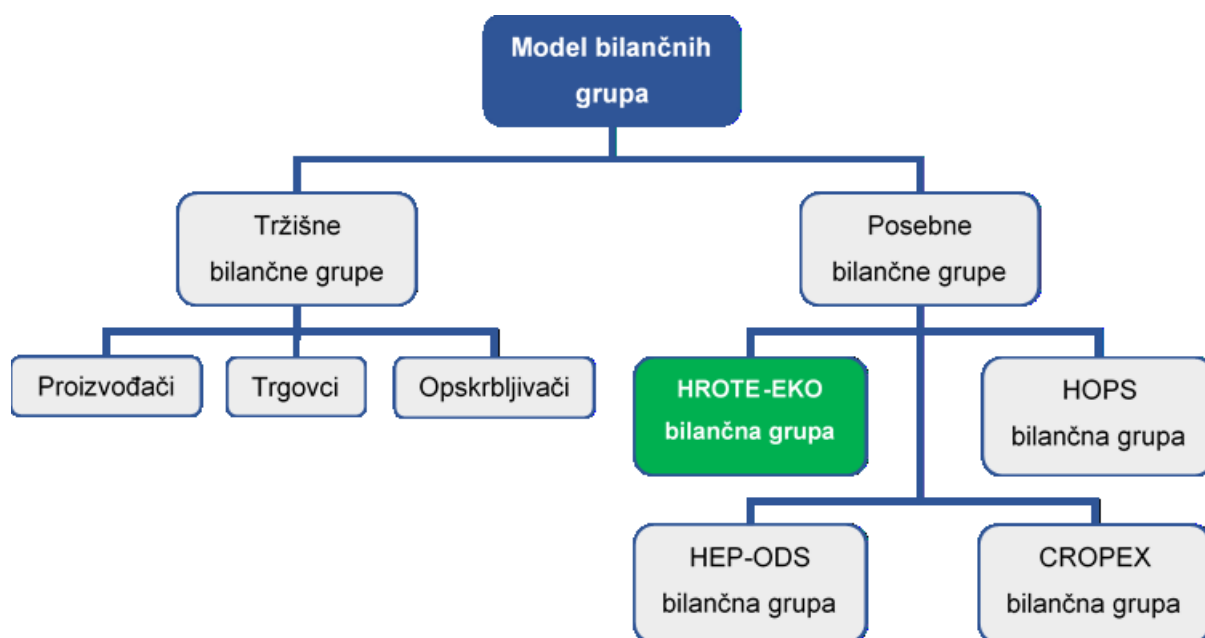 Model bilančnih
grupa
Tržišne
bilančne grupe
Posebne
bilančne grupe
Proizvođači
Trgovci
Opskrbljivači
HROTE-EKO
bilančna grupa
HOPS
bilančna grupa
HEP-ODS
bilančna grupa
CROPEX
bilančna grupa